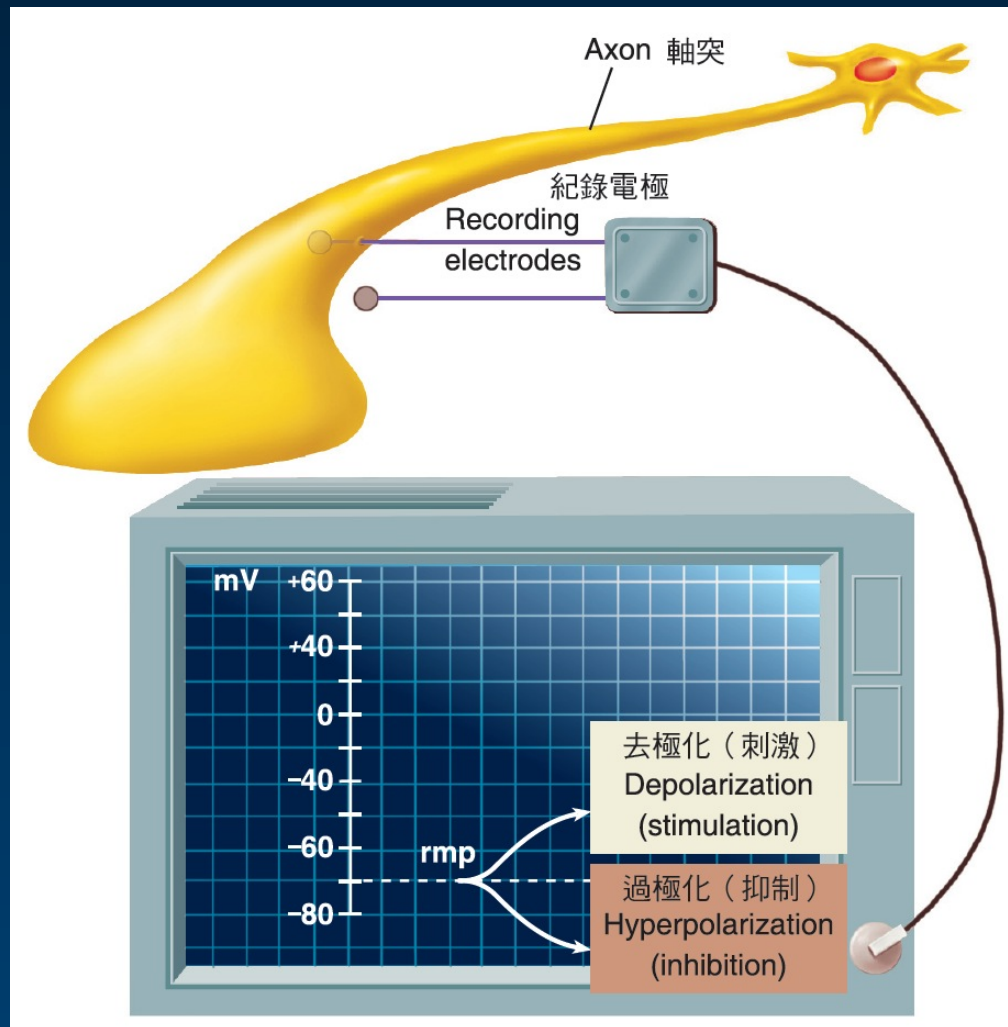 Axon 軸突
紀錄電極
Recording
electrodes
mV
+60
+40
0
−40
−60
−80
rmp
去極化（刺激）
Depolarization
(stimulation)
過極化（抑制）
Hyperpolarization
(inhibition)